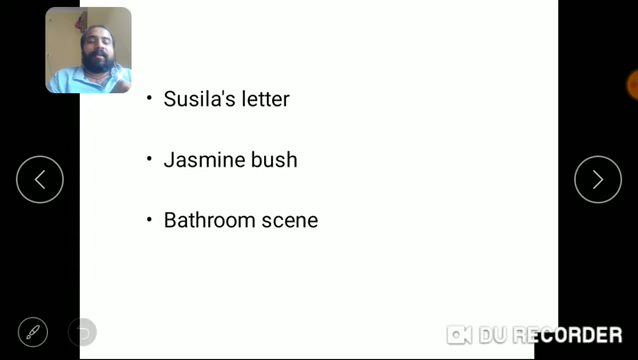 • Susila's letter
• Jasmine bush
• Bathroom scene
DU RECORDER